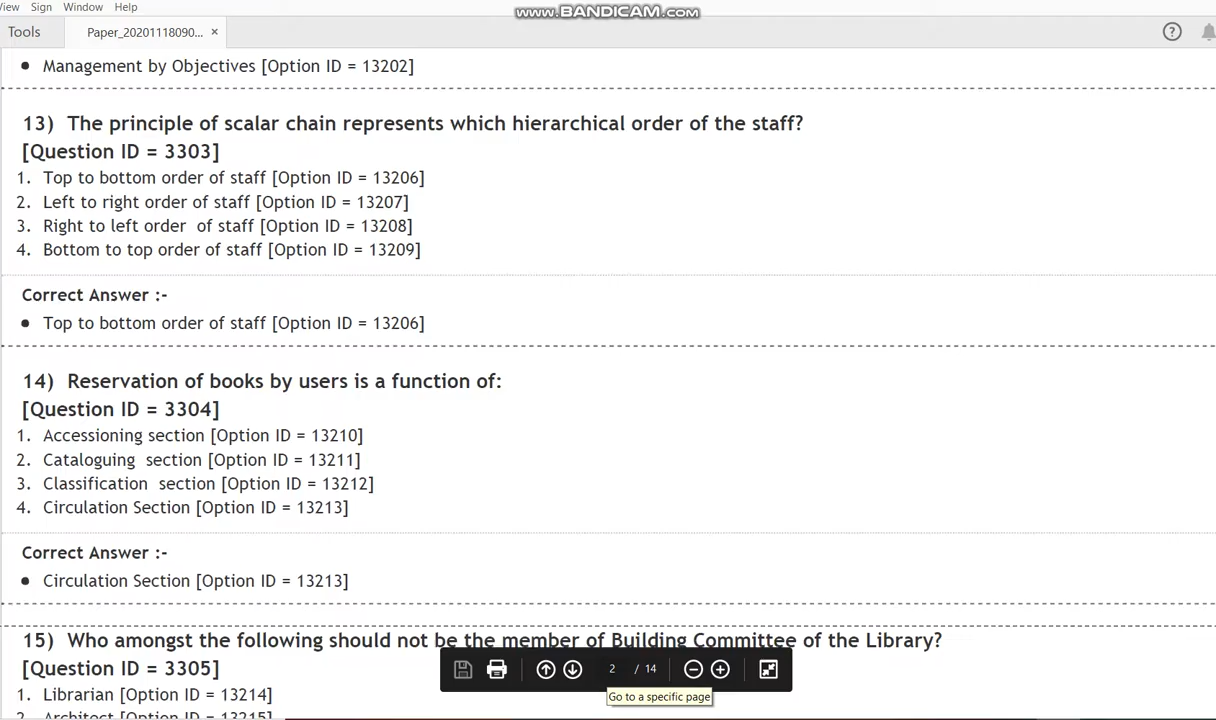 View Sign Window Help
www.BANDICAM.com
Tools Paper_20201118090... × ?
• Management by Objectives [Option ID = 13202]
13) The principle of scalar chain represents which hierarchical order of the staff?
[Question ID = 3303]
1. Top to bottom order of staff [Option ID = 13206]
2. Left to right order of staff [Option ID = 13207]
3. Right to left order of staff [Option ID = 13208]
4. Bottom to top order of staff [Option ID = 13209]
Correct Answer :-
• Top to bottom order of staff [Option ID = 13206]
14) Reservation of books by users is a function of:
[Question ID = 3304]
1. Accessioning section [Option ID = 13210]
2. Cataloguing section [Option ID = 13211]
3. Classification section [Option ID = 13212]
4. Circulation Section [Option ID = 13213]
Correct Answer :-
• Circulation Section [Option ID = 13213]
15) Who amongst the following should not be the member of Building Committee of the Library?
[Question ID = 3305]
2 / 14
1. Librarian [Option ID = 13214]
Go to a specific page
2. Architect [Option ID = 13215]